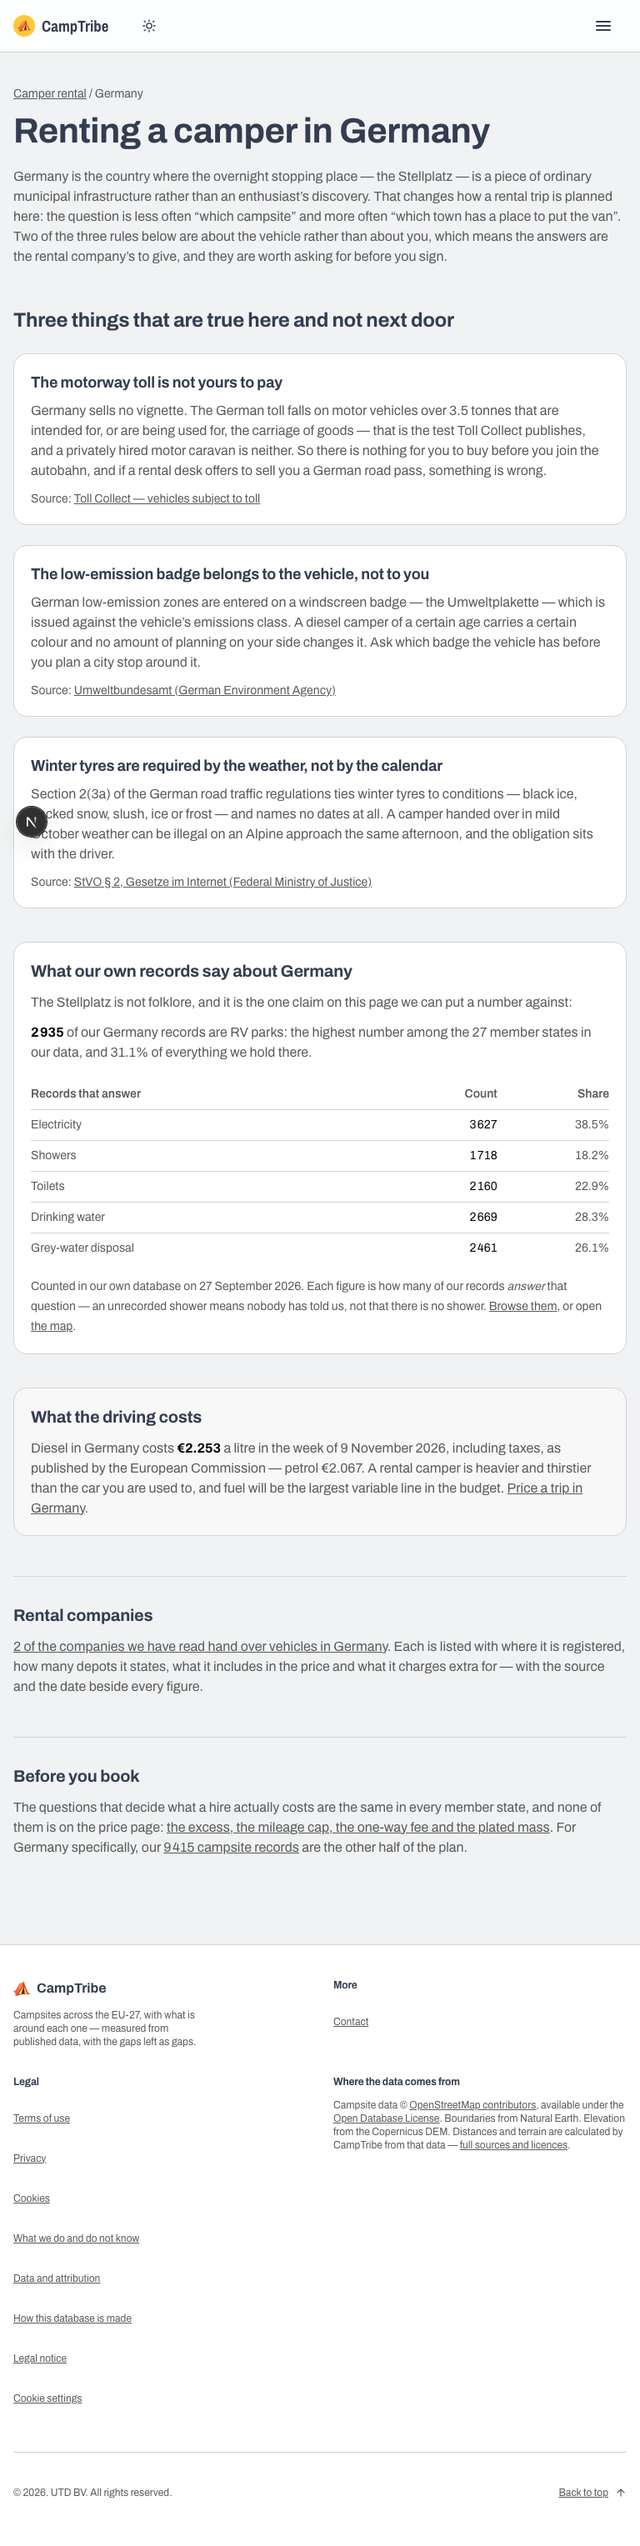 CampTribe
Camper rental / Germany
Renting a camper in Germany
Germany is the country where the overnight stopping place — the Stellplatz — is a piece of ordinary
municipal infrastructure rather than an enthusiast’s discovery. That changes how a rental trip is planned
here: the question is less often “which campsite” and more often “which town has a place to put the van”.
Two of the three rules below are about the vehicle rather than about you, which means the answers are
the rental company’s to give, and they are worth asking for before you sign.
Three things that are true here and not next door
The motorway toll is not yours to pay
Germany sells no vignette. The German toll falls on motor vehicles over 3.5 tonnes that are
intended for, or are being used for, the carriage of goods — that is the test Toll Collect publishes,
and a privately hired motor caravan is neither. So there is nothing for you to buy before you join the
autobahn, and if a rental desk offers to sell you a German road pass, something is wrong.
Source: Toll Collect — vehicles subject to toll
The low-emission badge belongs to the vehicle, not to you
German low-emission zones are entered on a windscreen badge — the Umweltplakette — which is
issued against the vehicle’s emissions class. A diesel camper of a certain age carries a certain
colour and no amount of planning on your side changes it. Ask which badge the vehicle has before
you plan a city stop around it.
Source: Umweltbundesamt (German Environment Agency)
Winter tyres are required by the weather, not by the calendar
Section 2(3a) of the German road traffic regulations ties winter tyres to conditions — black ice,
cked snow, slush, ice or frost — and names no dates at all. A camper handed over in mild
October weather can be illegal on an Alpine approach the same afternoon, and the obligation sits
with the driver.
Source: StVO § 2, Gesetze im Internet (Federal Ministry of Justice)
What our own records say about Germany
The Stellplatz is not folklore, and it is the one claim on this page we can put a number against:
2 935 of our Germany records are RV parks: the highest number among the 27 member states in
our data, and 31.1% of everything we hold there.
Records that answer Count Share
Electricity 3 627 38.5%
Showers 1 718 18.2%
Toilets 2 160 22.9%
Drinking water 2 669 28.3%
Grey-water disposal 2 461 26.1%
Counted in our own database on 27 September 2026. Each figure is how many of our records answer that
question — an unrecorded shower means nobody has told us, not that there is no shower. Browse them, or open
the map.
What the driving costs
Diesel in Germany costs €2.253 a litre in the week of 9 November 2026, including taxes, as
published by the European Commission — petrol €2.067. A rental camper is heavier and thirstier
than the car you are used to, and fuel will be the largest variable line in the budget. Price a trip in
Germany.
Rental companies
2 of the companies we have read hand over vehicles in Germany. Each is listed with where it is registered,
how many depots it states, what it includes in the price and what it charges extra for — with the source
and the date beside every figure.
Before you book
The questions that decide what a hire actually costs are the same in every member state, and none of
them is on the price page: the excess, the mileage cap, the one-way fee and the plated mass. For
Germany specifically, our 9 415 campsite records are the other half of the plan.
CampTribe
Campsites across the EU-27, with what is
around each one — measured from
published data, with the gaps left as gaps.
More
Contact
Legal
Terms of use
Privacy
Cookies
What we do and do not know
Data and attribution
How this database is made
Legal notice
Cookie settings
Where the data comes from
Campsite data © OpenStreetMap contributors, available under the
Open Database License. Boundaries from Natural Earth. Elevation
from the Copernicus DEM. Distances and terrain are calculated by
CampTribe from that data — full sources and licences.
© 2026. UTD BV. All rights reserved.
Back to top